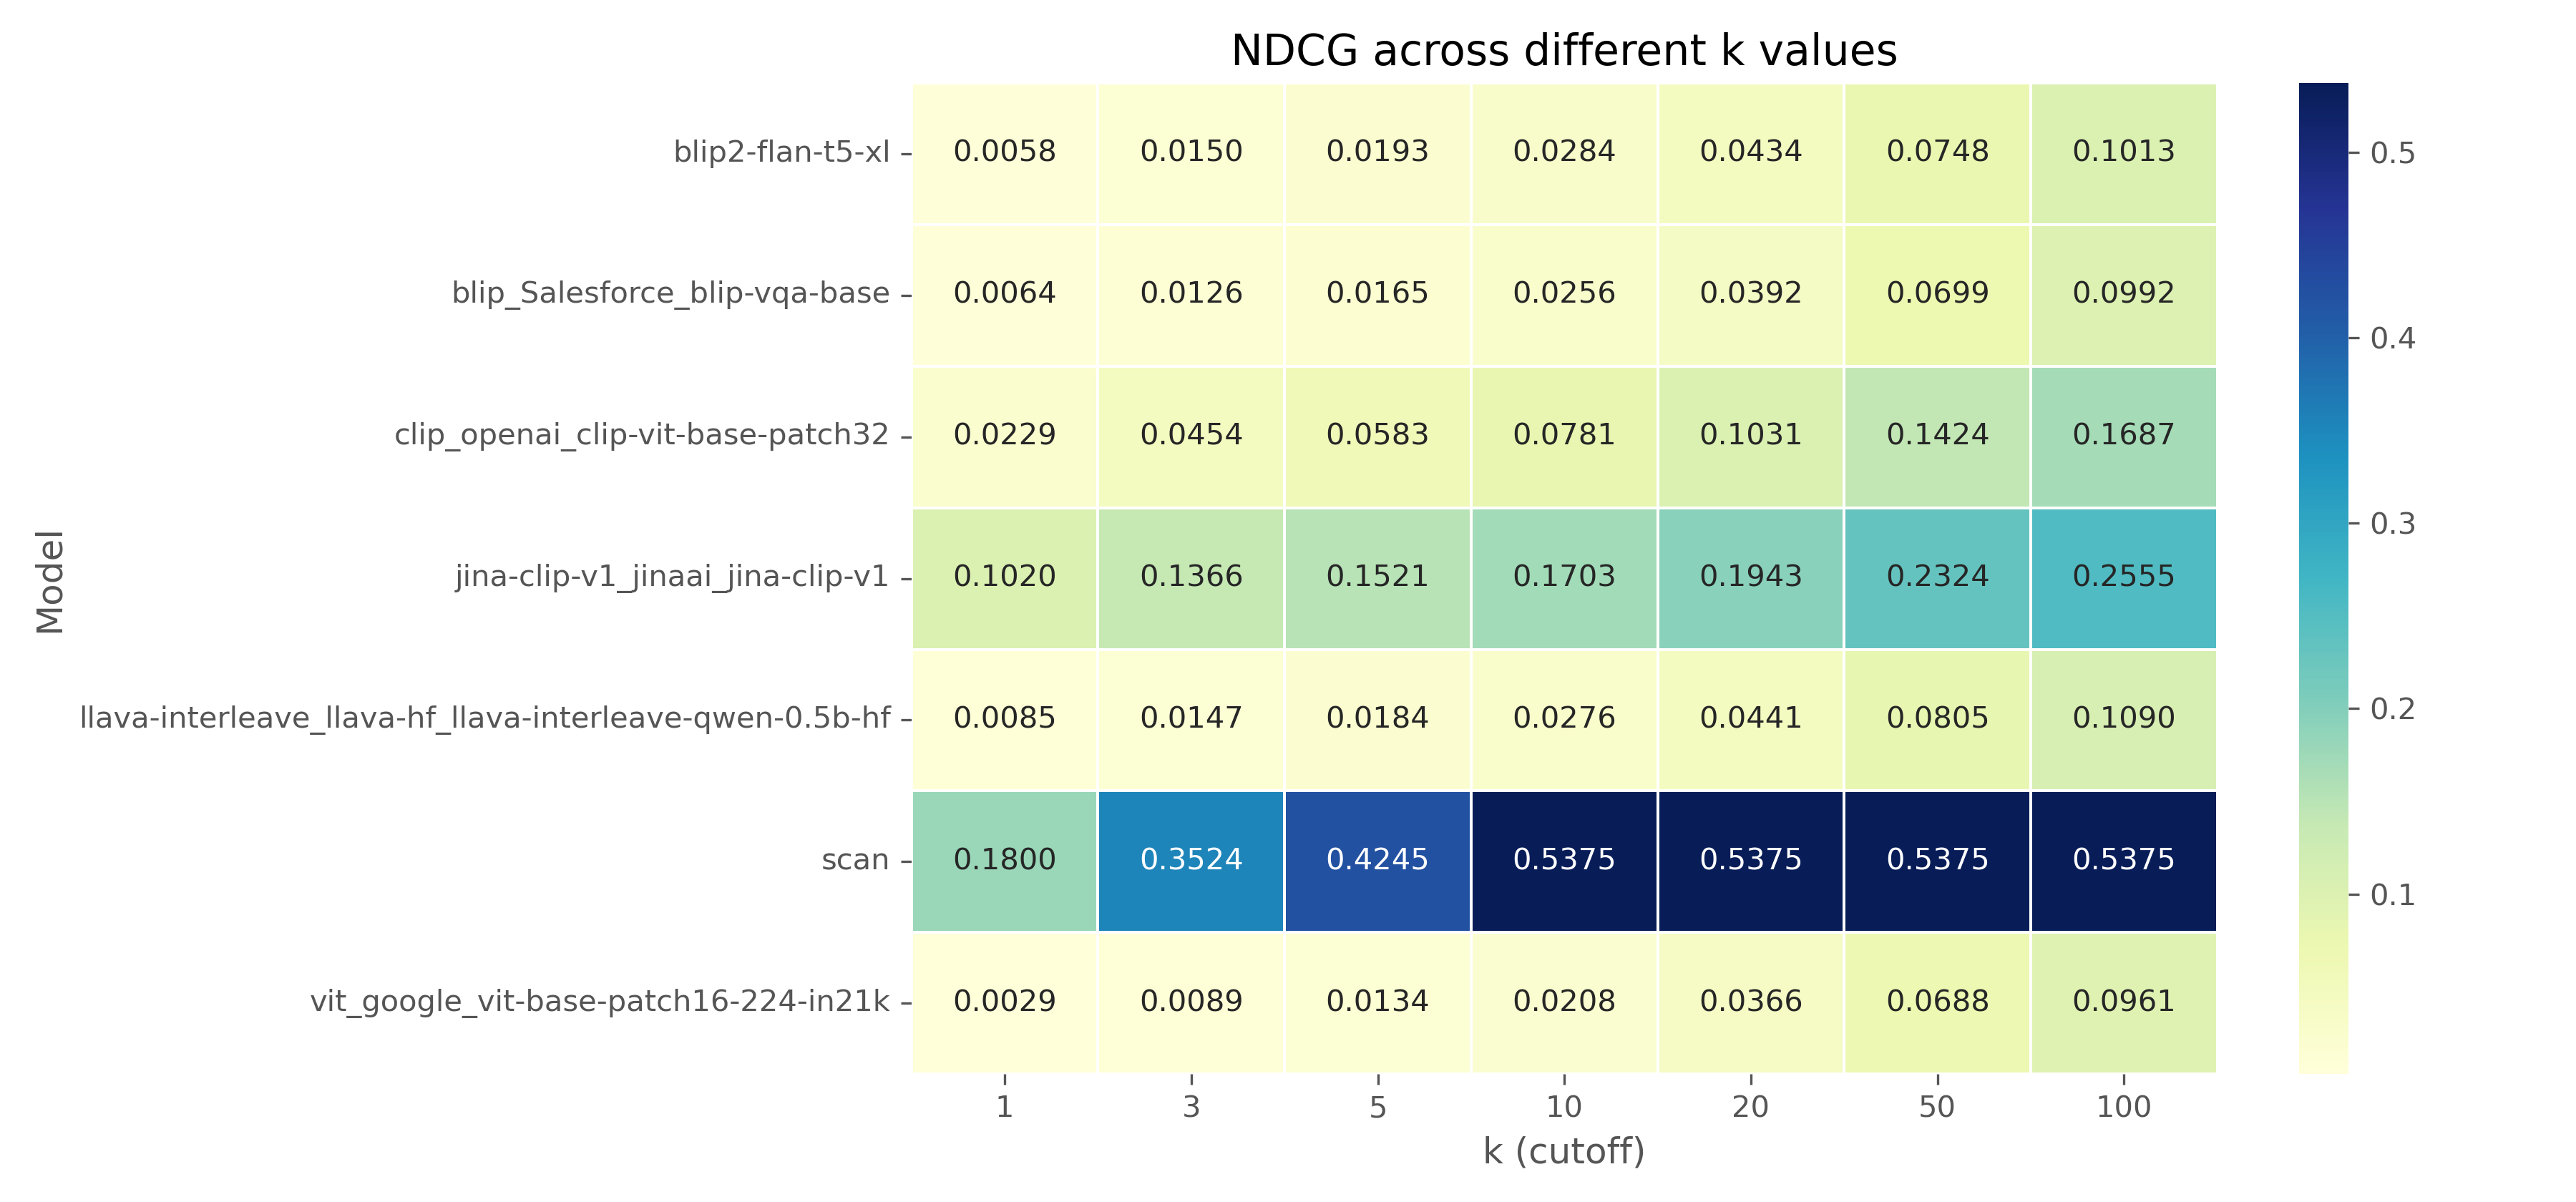 NDCG across different k values
Model
blip2-flan-t5-xl 0.0058 0.0150 0.0193 0.0284 0.0434 0.0748 0.1013
blip_Salesforce_blip-vqa-base 0.0064 0.0126 0.0165 0.0256 0.0392 0.0699 0.0992
clip_openai_clip-vit-base-patch32 0.0229 0.0454 0.0583 0.0781 0.1031 0.1424 0.1687
jina-clip-v1_jinaai_jina-clip-v1 0.1020 0.1366 0.1521 0.1703 0.1943 0.2324 0.2555
llava-interleave_llava-hf_llava-interleave-qwen-0.5b-hf 0.0085 0.0147 0.0184 0.0276 0.0441 0.0805 0.1090
scan 0.1800 0.3524 0.4245 0.5375 0.5375 0.5375 0.5375
vit_google_vit-base-patch16-224-in21k 0.0029 0.0089 0.0134 0.0208 0.0366 0.0688 0.0961
1 3 5 10 20 50 100
k (cutoff)
0.5
0.4
0.3
0.2
0.1